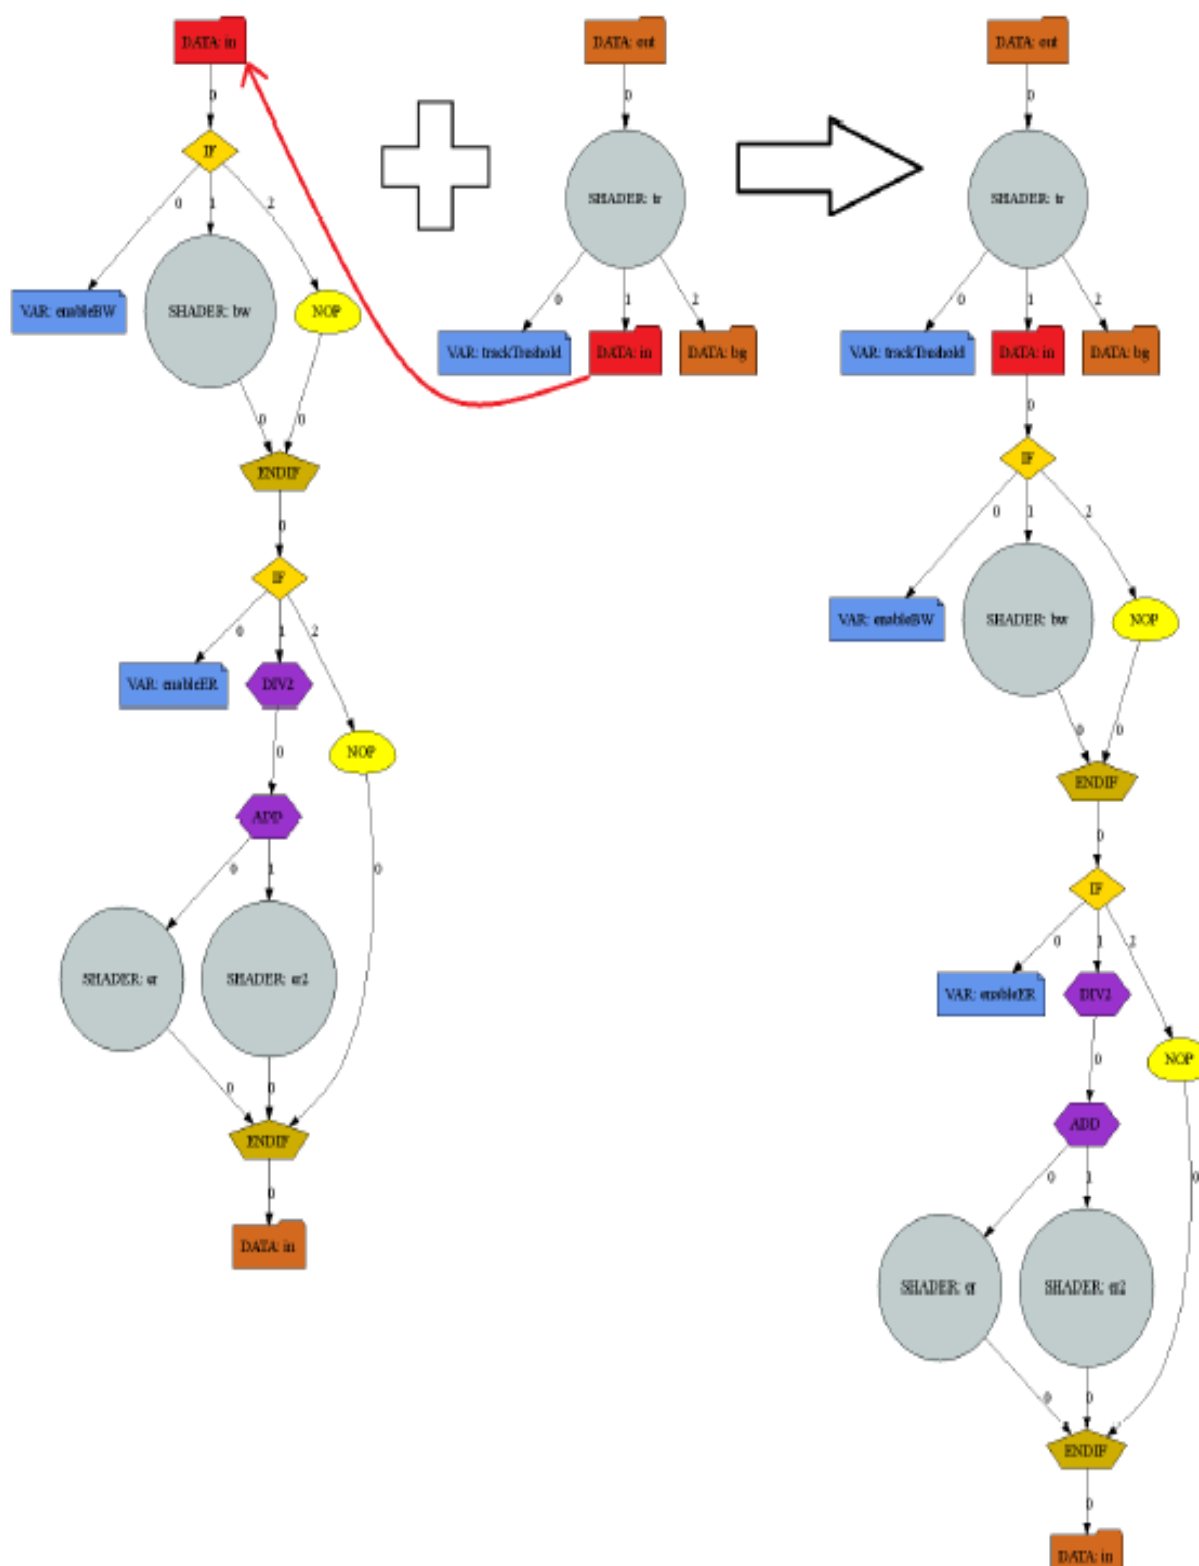 DATA: in
0
IF
0
1
2
VAR: enableBW
SHADER: bw
NOP
0
0
ENDIF
0
IF
0
1
2
VAR: enableER
DIV2
NOP
0
ADD
0
1
0
SHADER: er
SHADER: er2
0
0
ENDIF
0
DATA: in
DATA: out
0
SHADER: tr
0
1
2
VAR: trackTreshold
DATA: in
DATA: bg
DATA: out
0
SHADER: tr
0
1
2
VAR: trackTreshold
DATA: in
DATA: bg
0
IF
0
1
2
VAR: enableBW
SHADER: bw
NOP
0
0
ENDIF
0
IF
0
1
2
VAR: enableER
DIV2
NOP
0
ADD
0
1
0
SHADER: er
SHADER: er2
0
0
ENDIF
0
DATA: in